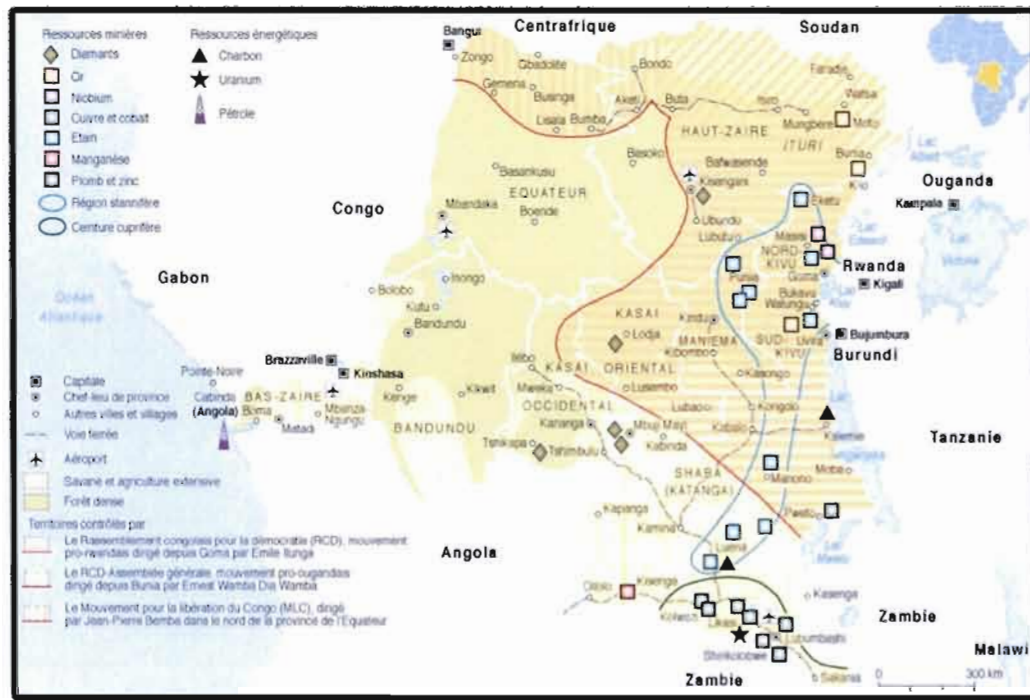 Ressources minières
Diamants
Or
Niobium
Cuivre et cobalt
Etain
Manganèse
Plomb et zinc
Région stannifère
Ceinture cuprifère
Ressources énergétiques
Charbon
Uranium
Pétrole
Capitale
Chef-lieu de province
Autres villes et villages
Voie ferrée
Aéroport
Savane et agriculture extensive
Forêt dense
Territoires contrôlés par
Le Rassemblement congolais pour la démocratie (RCD), mouvement
pro-rwandais dirigé depuis Goma par Emile Ilunga
Le RCD-Assemblée générale, mouvement pro-ougandais
dirigé depuis Bunia par Ernest Wamba Dia Wamba
Le Mouvement pour la libération du Congo (MLC), dirigé
par Jean-Pierre Bemba dans le nord de la province de l'Equateur
Centrafrique
Soudan
Bangui
Zongo
Gbadolite
Bondo
Faradje
Gemena
Businga
Aketi
Buta
Isiro
Watsa
Lisala
Bumba
Mungbere
HAUT-ZAIRE
ITURI
Basankusu
Basoko
Bafwasende
Bunia
Lac
Albert
Ouganda
Kampala
EQUATEUR
Kisangani
Congo
Mbandaka
Boende
Ubundu
Lubutu
NORD-
KIVU
Lac
Edward
Lac
Victoria
Gabon
Punia
Goma
Rwanda
Kigali
Inongo
Bolobo
Kutu
Bukavu
Walungu
Lac
Kivu
Océan
Atlantique
Bandundu
KASAI
Lodja
Kindu
MANIEMA
SUD-
KIVU
Uvira
Bujumbura
Burundi
Brazzaville
Kinshasa
Ilebo
KASAI ORIENTAL
Kibombo
Kasongo
Pointe-Noire
Cabinda
(Angola)
BAS-ZAIRE
Boma
Matadi
Mbanza-
Ngungu
Kenge
Kikwit
Mweka
Lusambo
OCCIDENTAL
Lubao
Kongolo
BANDUNDU
Kananga
Mbuji Mayi
Kabinda
Kabalo
Kalemie
Lac
Tanganyika
Tanzanie
Tshikapa
Tshimbulu
SHABA
(KATANGA)
Manono
Moba
Kapanga
Kamina
Pweto
Angola
Luena
Lac
Mweru
Dilolo
Kisenge
Kasenga
Kolwezi
Likasi
Zambie
Lubumbashi
Shinkolobwe
Malawi
Sakania
Zambie
0 300 km